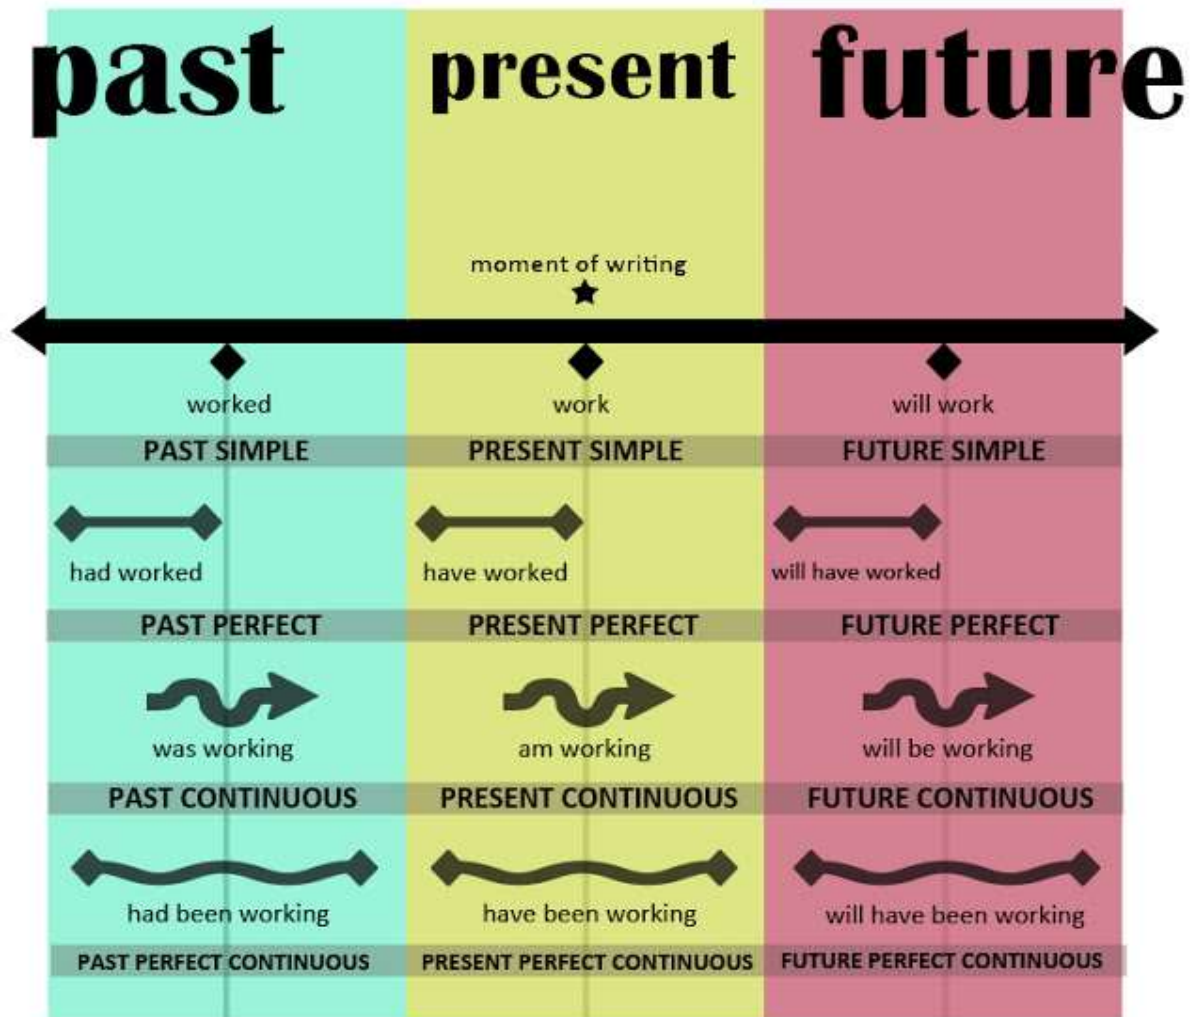 past present future
moment of writing
worked work will work
PAST SIMPLE PRESENT SIMPLE FUTURE SIMPLE
had worked have worked will have worked
PAST PERFECT PRESENT PERFECT FUTURE PERFECT
was working am working will be working
PAST CONTINUOUS PRESENT CONTINUOUS FUTURE CONTINUOUS
had been working have been working will have been working
PAST PERFECT CONTINUOUS PRESENT PERFECT CONTINUOUS FUTURE PERFECT CONTINUOUS